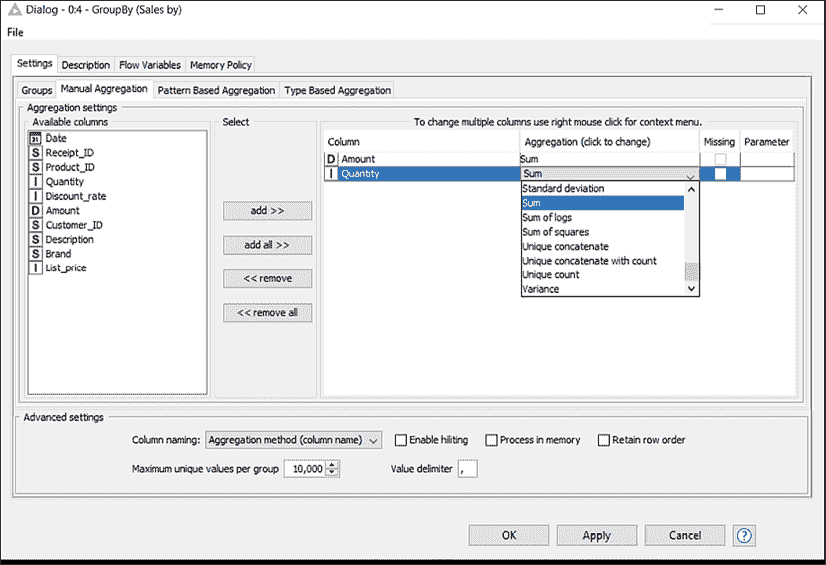 Dialog - 0:4 - GroupBy (Sales by)
File
Settings Description Flow Variables Memory Policy
Groups Manual Aggregation Pattern Based Aggregation Type Based Aggregation
Aggregation settings
Available columns
31 Date
S Receipt_ID
S Product_ID
I Quantity
I Discount_rate
D Amount
S Customer_ID
S Description
S Brand
I List_price
Select
add >>
add all >>
<< remove
<< remove all
To change multiple columns use right mouse click for context menu.
Column Aggregation (click to change) Missing Parameter
D Amount Sum
I Quantity Sum
Standard deviation
Sum
Sum of logs
Sum of squares
Unique concatenate
Unique concatenate with count
Unique count
Variance
Advanced settings
Column naming: Aggregation method (column name) Enable hiliting Process in memory Retain row order
Maximum unique values per group 10,000 Value delimiter ,
OK Apply Cancel ?